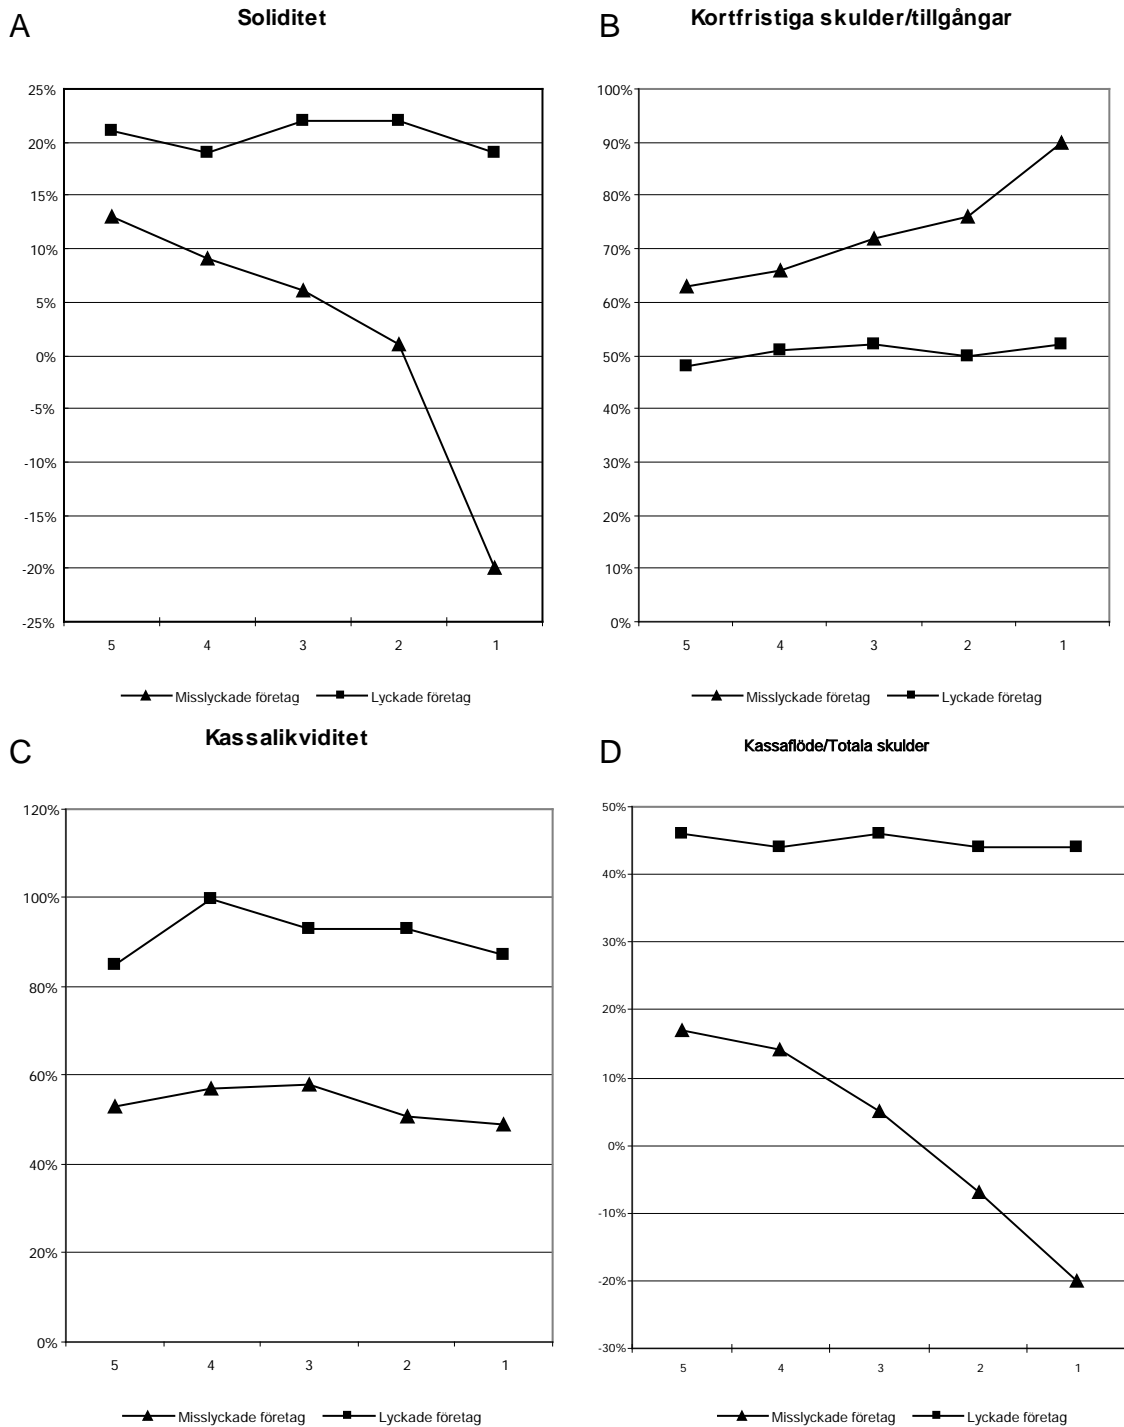 A
Soliditet
25%
20%
15%
10%
5%
0%
-5%
-10%
-15%
-20%
-25%
5 4 3 2 1
Misslyckade företag Lyckade företag
B
Kortfristiga skulder/tillgångar
100%
90%
80%
70%
60%
50%
40%
30%
20%
10%
0%
5 4 3 2 1
Misslyckade företag Lyckade företag
C
Kassalikviditet
120%
100%
80%
60%
40%
20%
0%
5 4 3 2 1
Misslyckade företag Lyckade företag
D
Kassaflöde/Totala skulder
50%
40%
30%
20%
10%
0%
-10%
-20%
-30%
5 4 3 2 1
Misslyckade företag Lyckade företag